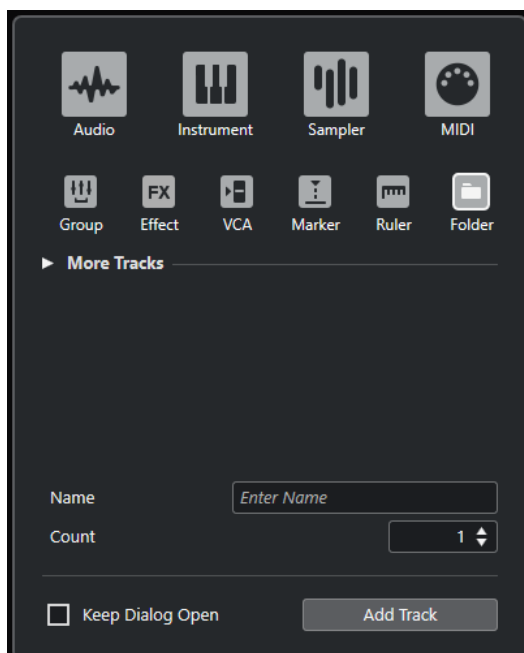 Audio Instrument Sampler MIDI
FX
Group Effect VCA Marker Ruler Folder
More Tracks
Name Enter Name
Count 1
Keep Dialog Open Add Track